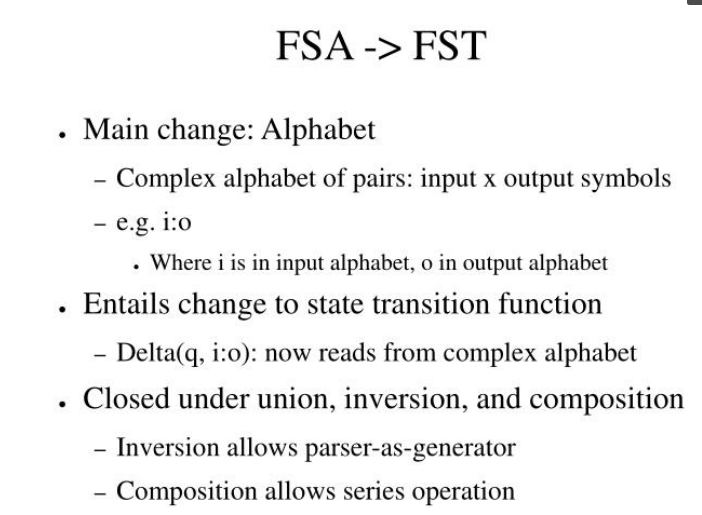 FSA -> FST
• Main change: Alphabet
– Complex alphabet of pairs: input x output symbols
– e.g. i:o
• Where i is in input alphabet, o in output alphabet
• Entails change to state transition function
– Delta(q, i:o): now reads from complex alphabet
• Closed under union, inversion, and composition
– Inversion allows parser-as-generator
– Composition allows series operation